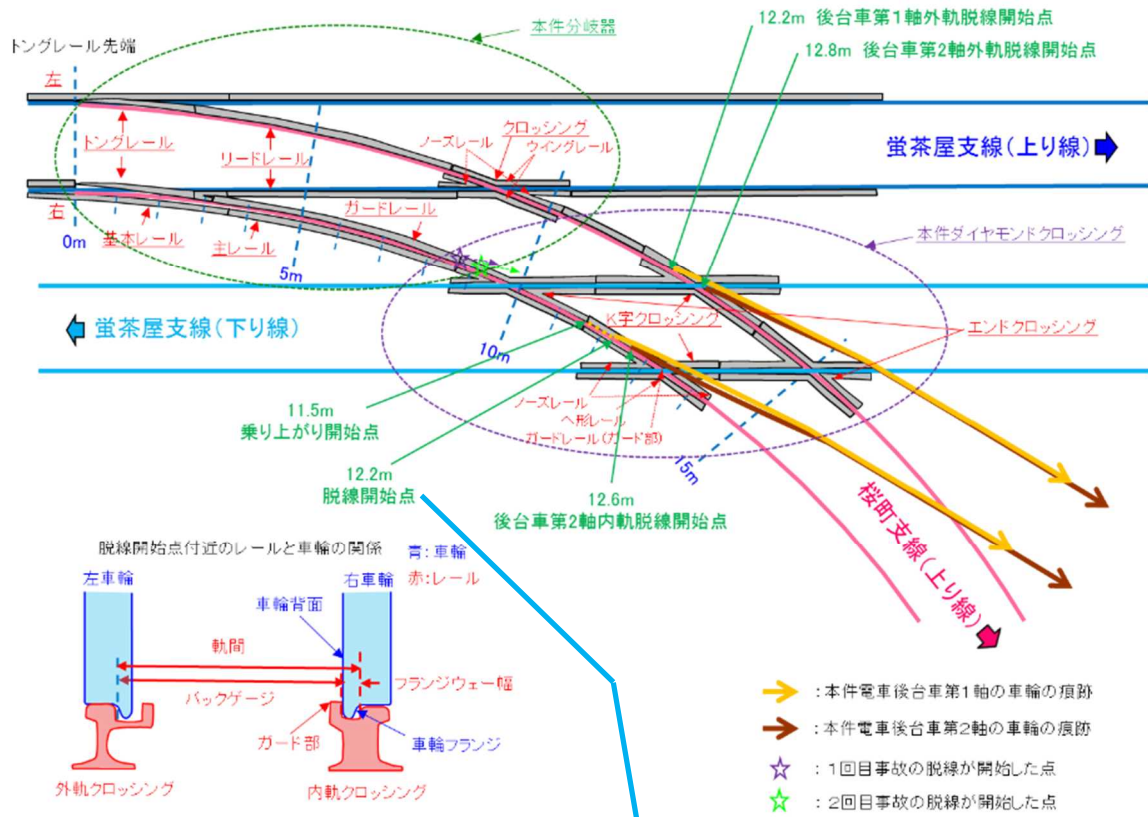 12.2m 後台車第1軸外軌脱線開始点
本件分岐器
12.8m 後台車第2軸外軌脱線開始点
トングレール先端
左
トングレール
リードレール
ノーズレール
クロッシング
ウイングレール
蛍茶屋支線(上り線)
右
ガードレール
基本レール
主レール
0m
5m
本件ダイヤモンドクロッシング
蛍茶屋支線(下り線)
10m
K字クロッシング
エンドクロッシング
11.5m
乗り上がり開始点
ノーズレール
ヘ形レール
ガードレール(ガード部)
15m
12.2m
脱線開始点
12.6m
後台車第2軸内軌脱線開始点
桜町支線(上り線)
脱線開始点付近のレールと車輪の関係
青:車輪
赤:レール
左車輪
右車輪
車輪背面
軌間
バックゲージ
フランジウェー幅
ガード部
車輪フランジ
外軌クロッシング
内軌クロッシング
:本件電車後台車第1軸の車輪の痕跡
:本件電車後台車第2軸の車輪の痕跡
:1回目事故の脱線が開始した点
:2回目事故の脱線が開始した点